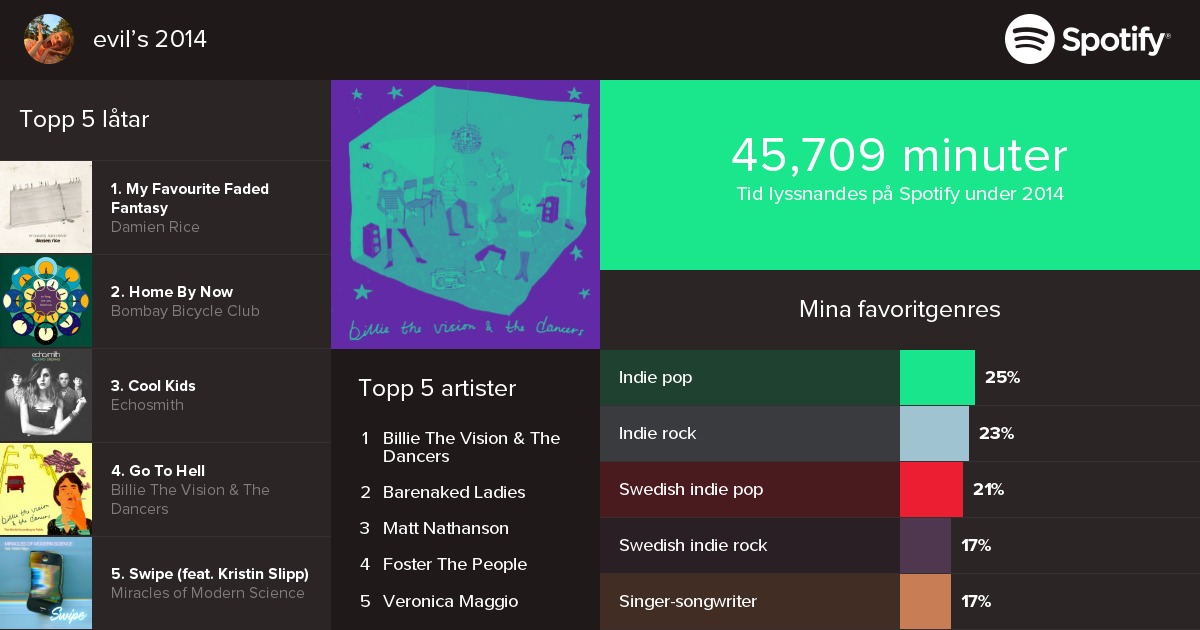 evil's 2014
Spotify®
Topp 5 låtar
1. My Favourite Faded
Fantasy
Damien Rice
2. Home By Now
Bombay Bicycle Club
3. Cool Kids
Echosmith
4. Go To Hell
Billie The Vision & The
Dancers
5. Swipe (feat. Kristin Slipp)
Miracles of Modern Science
damien rice
echosmith
billie the vision
& the dancers
MIRACLES OF MODERN SCIENCE
Swipe
billie the vision & the dancers
Topp 5 artister
1 Billie The Vision & The
Dancers
2 Barenaked Ladies
3 Matt Nathanson
4 Foster The People
5 Veronica Maggio
45,709 minuter
Tid lyssnandes på Spotify under 2014
Mina favoritgenres
Indie pop 25%
Indie rock 23%
Swedish indie pop 21%
Swedish indie rock 17%
Singer-songwriter 17%